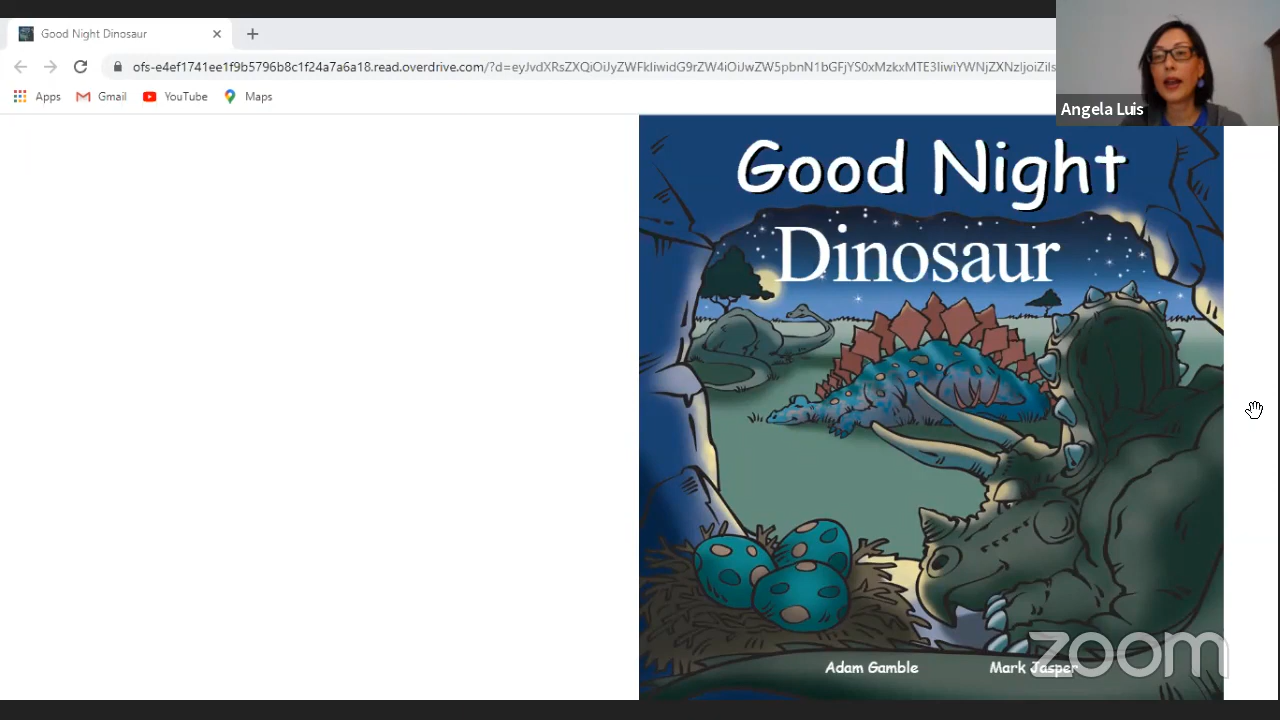 Good Night Dinosaur
ofs-e4ef1741ee1f9b5796b8c1f24a7a6a18.read.overdrive.com/?d=
Apps
Gmail
YouTube
Maps
Angela Luis
Good Night
Dinosaur
Adam Gamble
Mark Jasper
zoom